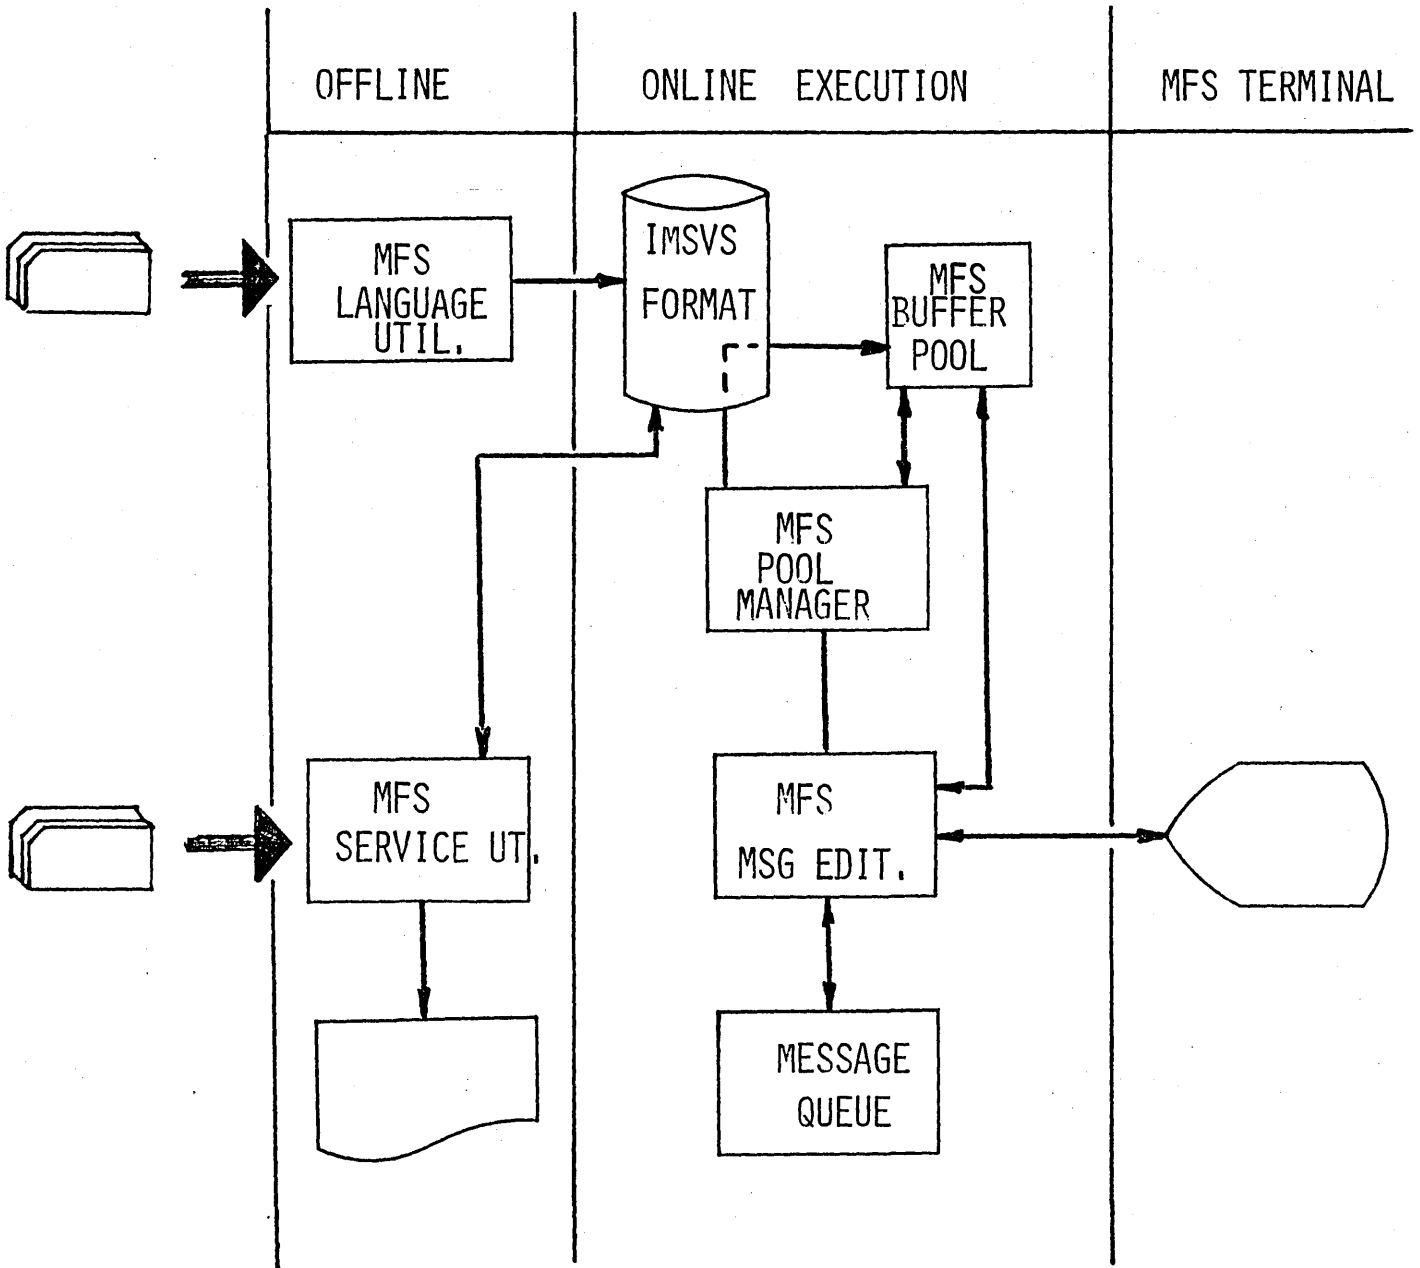 OFFLINE
ONLINE EXECUTION
MFS TERMINAL
MFS
LANGUAGE
UTIL.
IMSVS
FORMAT
MFS
BUFFER
POOL
MFS
POOL
MANAGER
MFS
SERVICE UT.
MFS
MSG EDIT.
MESSAGE
QUEUE